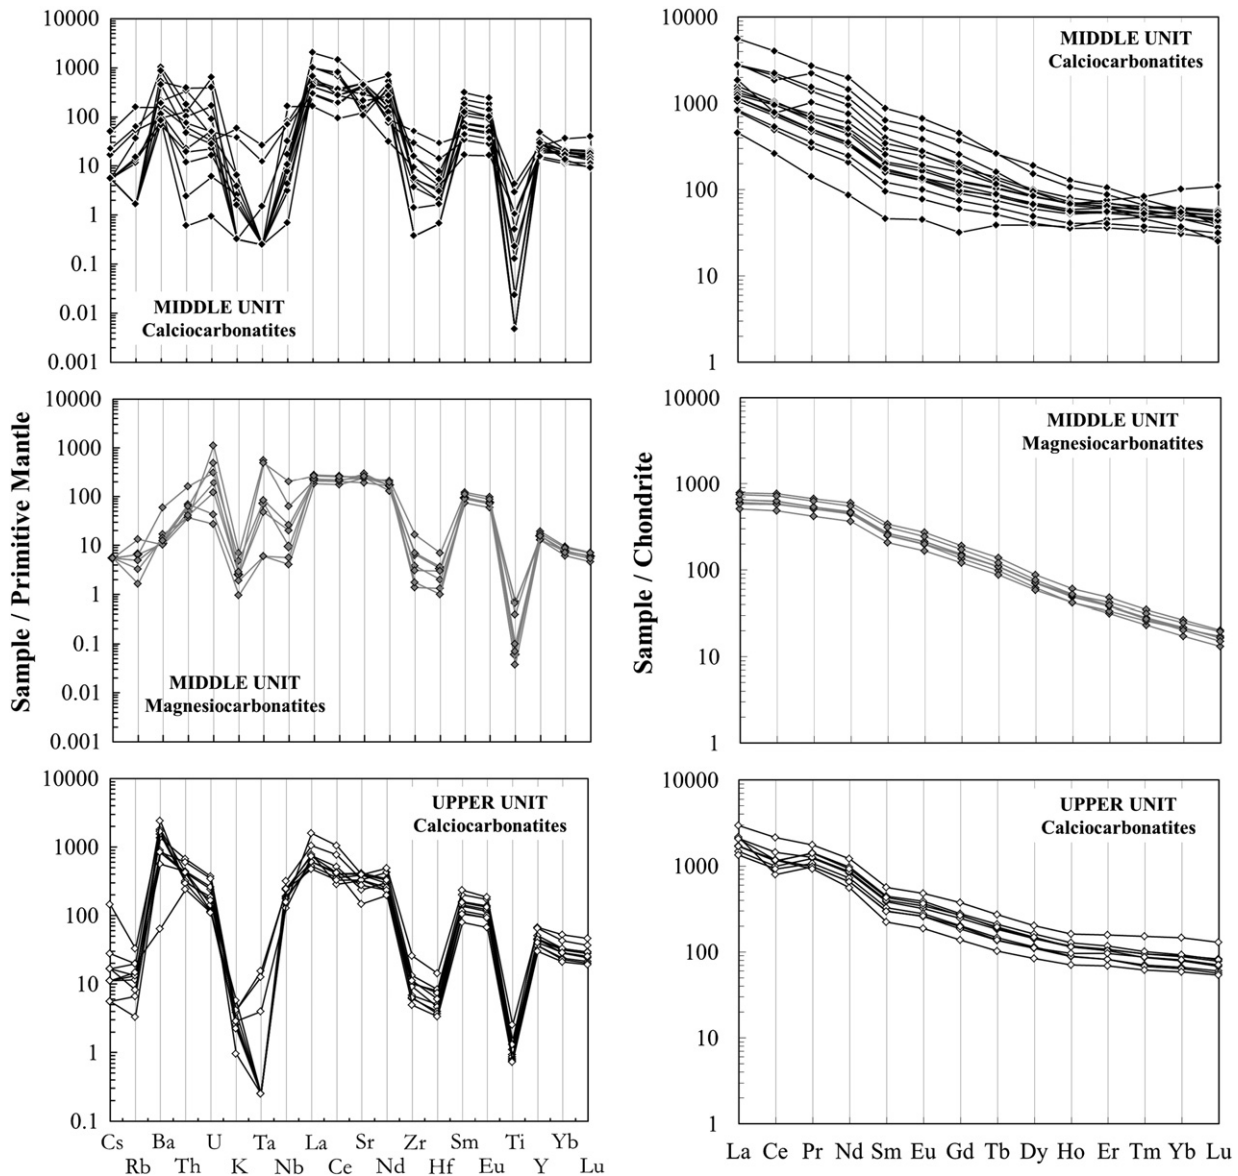 10000
1000
100
10
1
0.1
0.01
0.001
MIDDLE UNIT
Calciocarbonatites
10000
1000
100
10
1
MIDDLE UNIT
Calciocarbonatites
Sample / Primitive Mantle
10000
1000
100
10
1
0.1
0.01
0.001
MIDDLE UNIT
Magnesiocarbonatites
Sample / Chondrite
10000
1000
100
10
1
MIDDLE UNIT
Magnesiocarbonatites
10000
1000
100
10
1
0.1
UPPER UNIT
Calciocarbonatites
Cs Ba U Ta La Sr Zr Sm Ti Yb
Rb Th K Nb Ce Nd Hf Eu Y Lu
10000
1000
100
10
1
UPPER UNIT
Calciocarbonatites
La Ce Pr Nd Sm Eu Gd Tb Dy Ho Er Tm Yb Lu